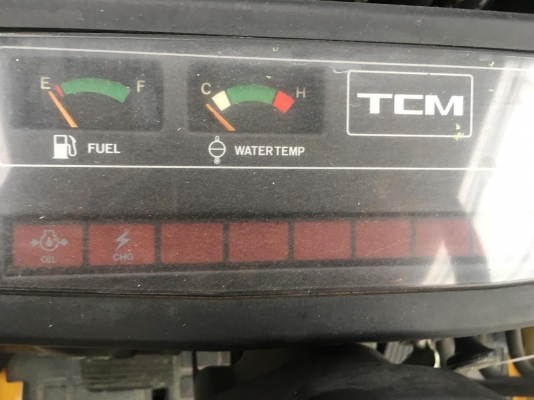 E F
C H
TCM
FUEL
WATER TEMP
OIL
CHG